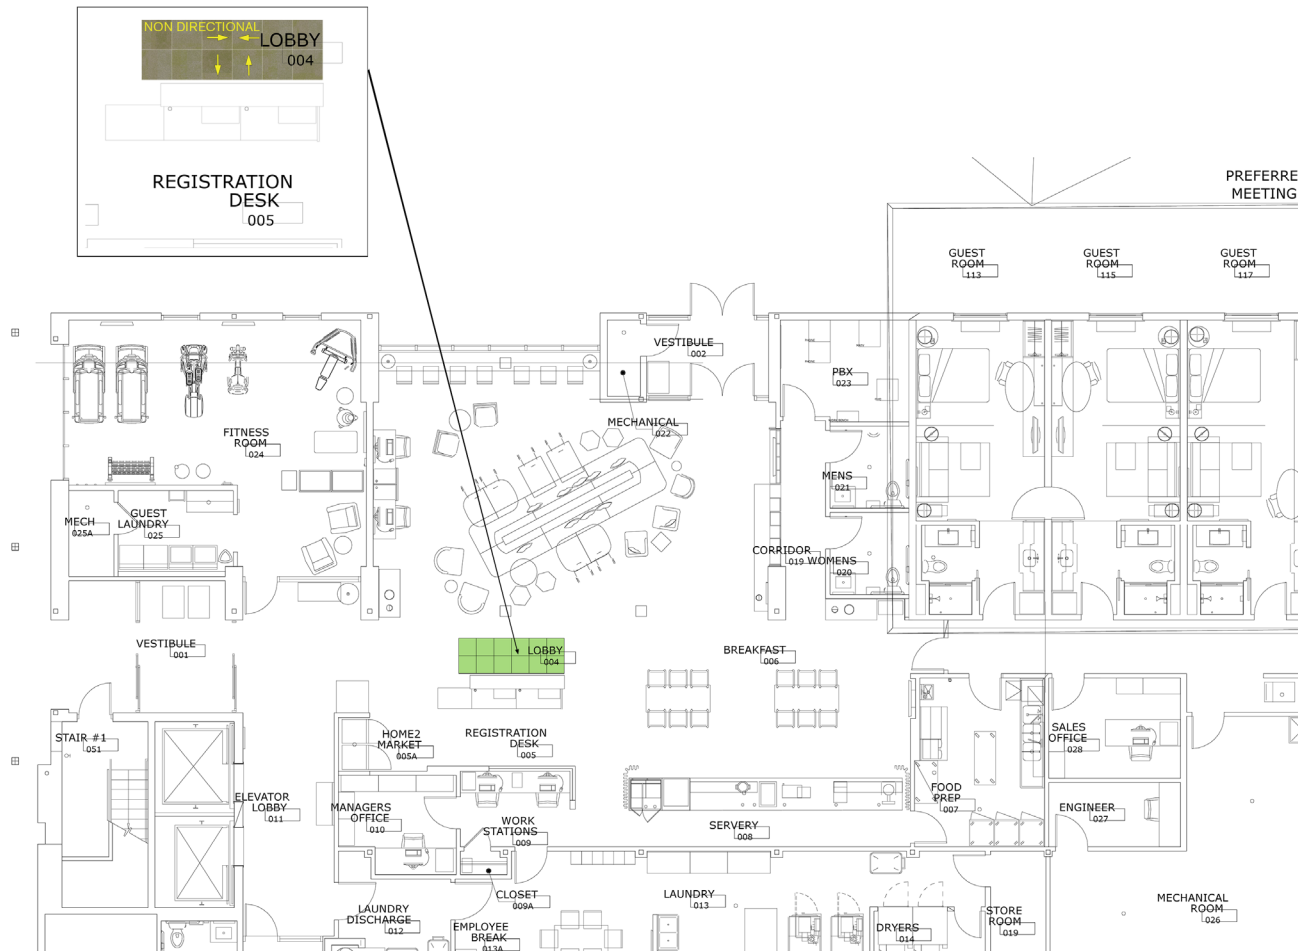 NON DIRECTIONAL
LOBBY
004
REGISTRATION
DESK
005
PREFERRE
MEETING
GUEST
ROOM
113
GUEST
ROOM
115
GUEST
ROOM
117
VESTIBULE
002
PBX
023
MECHANICAL
022
FITNESS
ROOM
024
MENS
021
MECH
025A
GUEST
LAUNDRY
025
CORRIDOR
019
WOMENS
020
VESTIBULE
001
LOBBY
004
BREAKFAST
006
STAIR #1
051
HOME2
MARKET
005A
REGISTRATION
DESK
005
SALES
OFFICE
028
ELEVATOR
LOBBY
011
MANAGERS
OFFICE
010
WORK
STATIONS
009
SERVERY
008
FOOD
PREP
007
ENGINEER
027
CLOSET
009A
LAUNDRY
013
LAUNDRY
DISCHARGE
012
EMPLOYEE
BREAK
013A
DRYERS
014
STORE
ROOM
019
MECHANICAL
ROOM
026